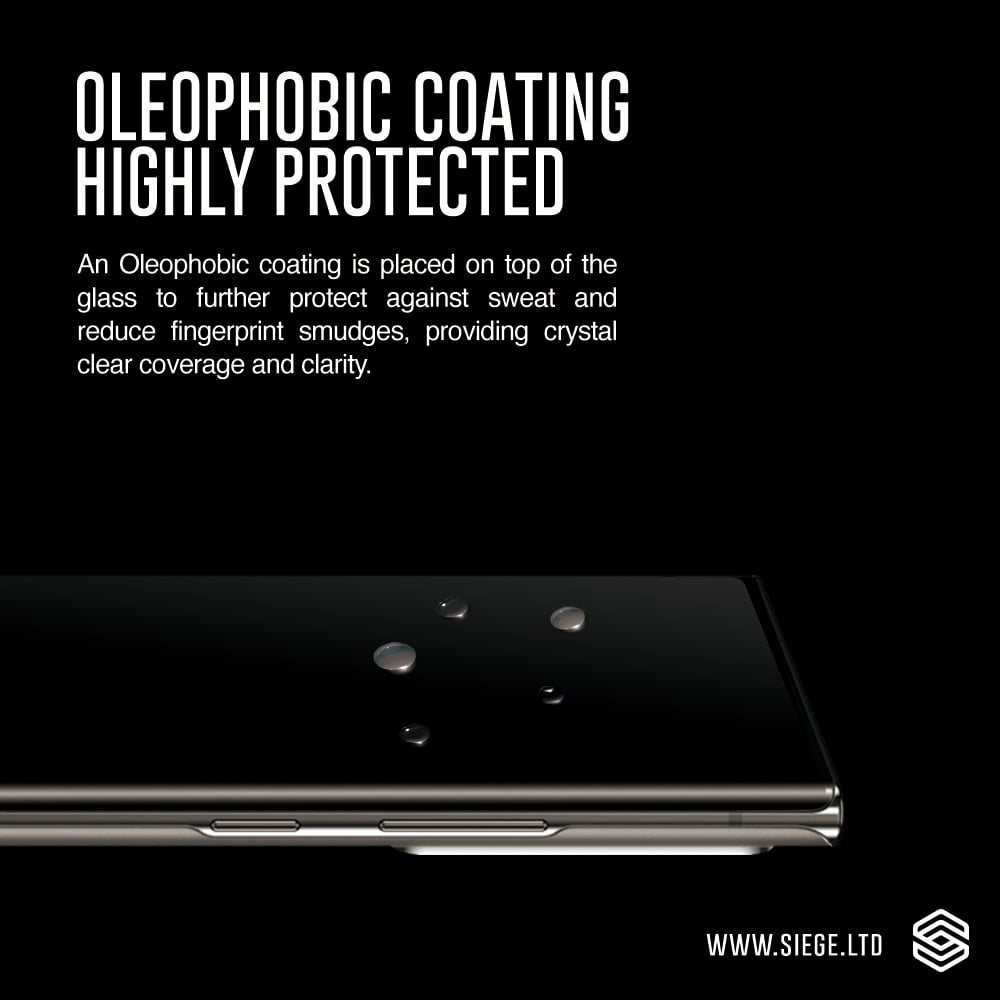 OLEOPHOBIC COATING
HIGHLY PROTECTED
An Oleophobic coating is placed on top of the
glass to further protect against sweat and
reduce fingerprint smudges, providing crystal
clear coverage and clarity.
WWW.SIEGE.LTD